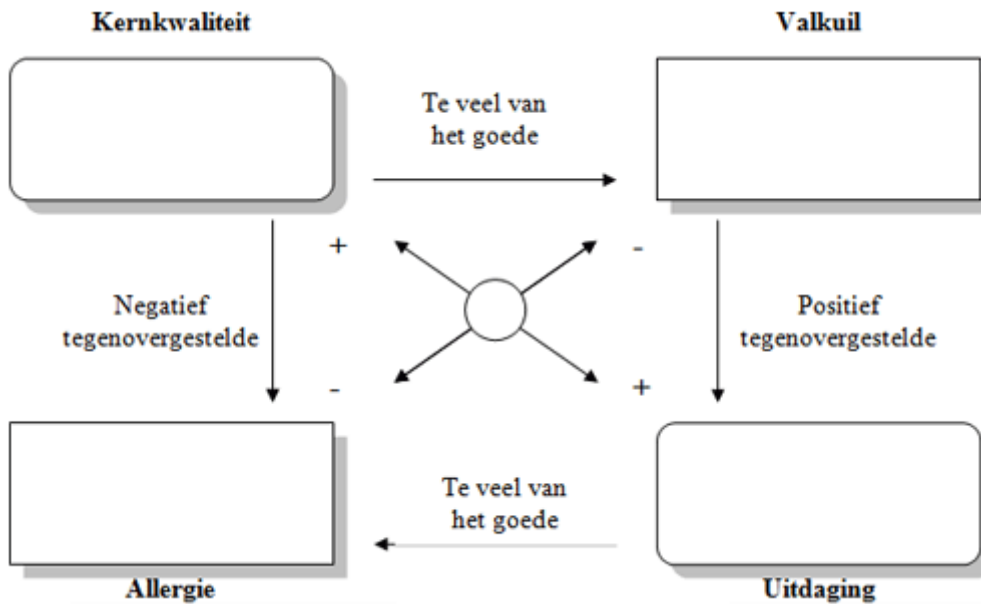 Kernkwaliteit
Valkuil
Te veel van
het goede
+
-
Negatief
tegenovergestelde
Positief
tegenovergestelde
-
+
Te veel van
het goede
Allergie
Uitdaging